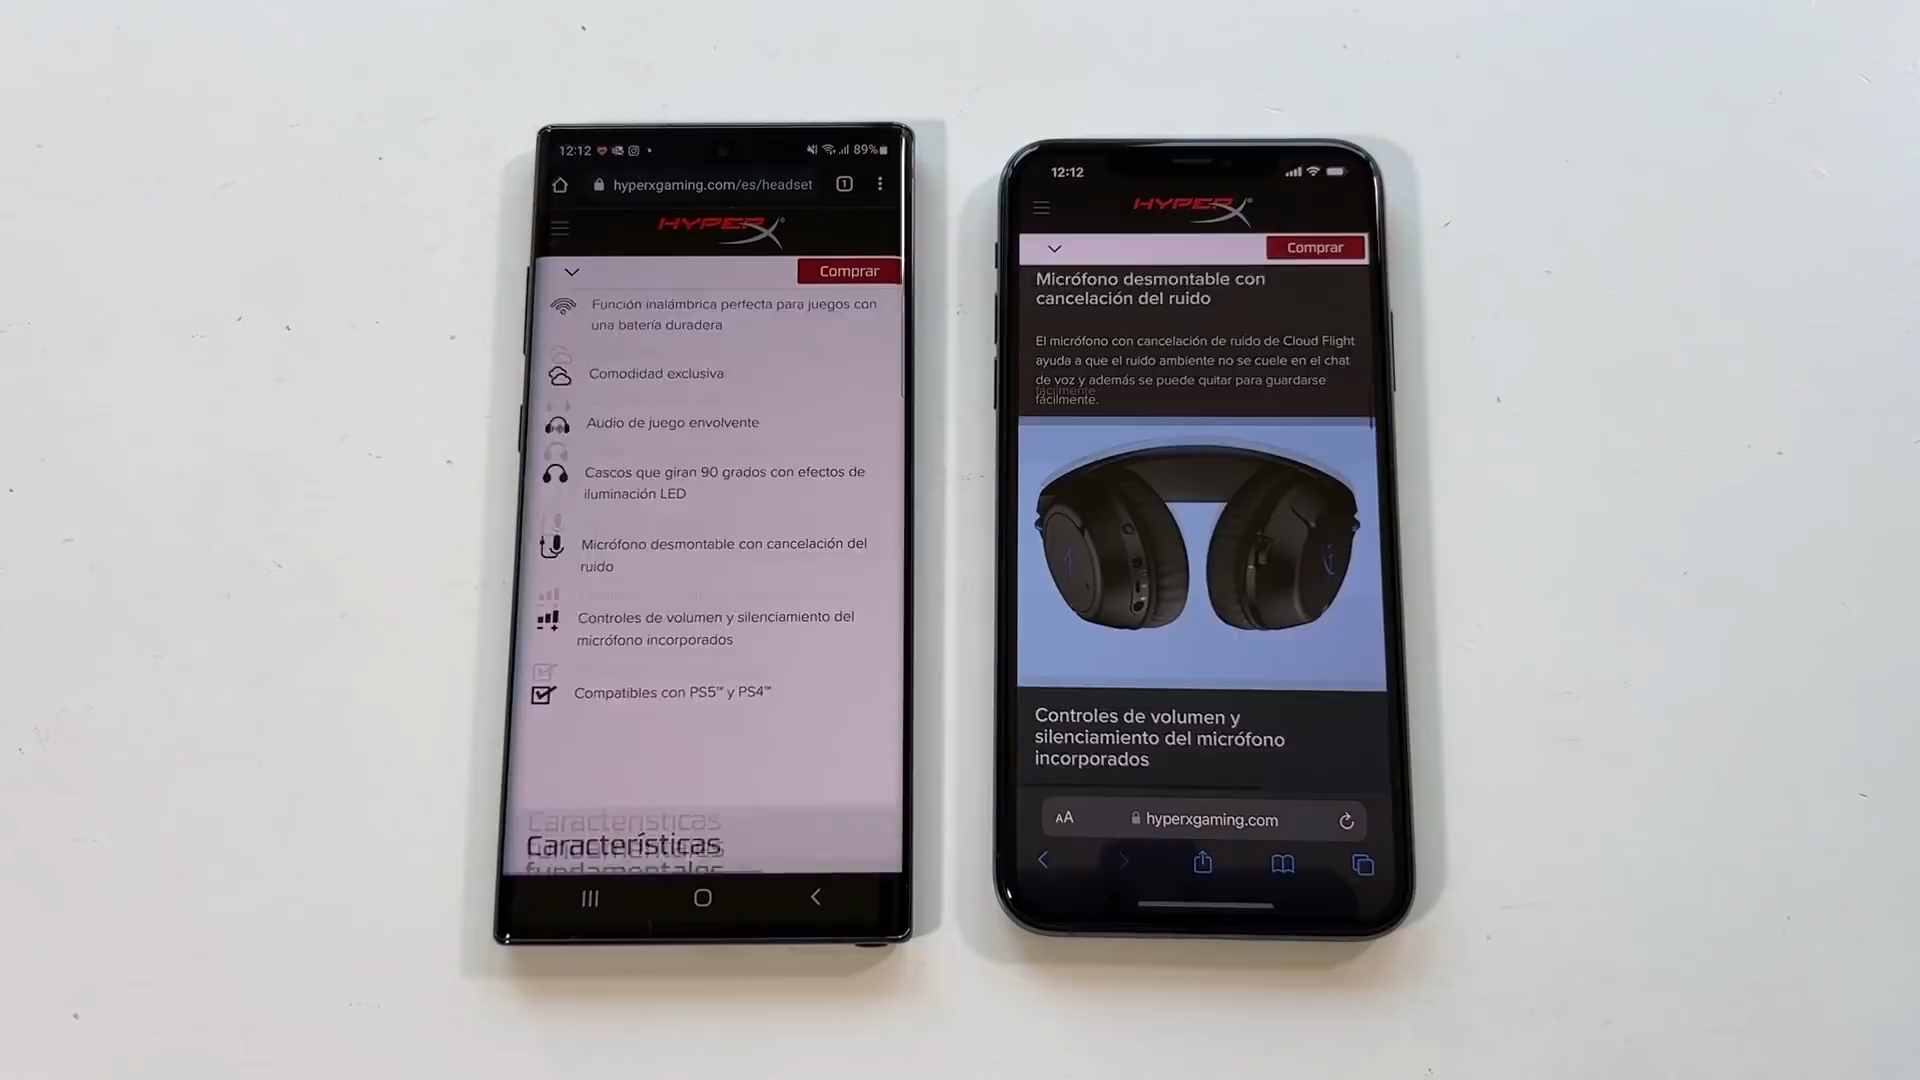 12:12
89%
hyperxgaming.com/es/headset
1
HYPERX
Comprar
Función inalámbrica perfecta para juegos con
una batería duradera
Comodidad exclusiva
Audio de juego envolvente
Cascos que giran 90 grados con efectos de
iluminación LED
Micrófono desmontable con cancelación del
ruido
Controles de volumen y silenciamiento del
micrófono incorporados
Compatibles con PS5™ y PS4™
Características
fundamentales
12:12
HYPERX
Comprar
Micrófono desmontable con
cancelación del ruido
El micrófono con cancelación de ruido de Cloud Flight
ayuda a que el ruido ambiente no se cuele en el chat
de voz y además se puede quitar para guardarse
fácilmente.
Controles de volumen y
silenciamiento del micrófono
incorporados
AA
hyperxgaming.com